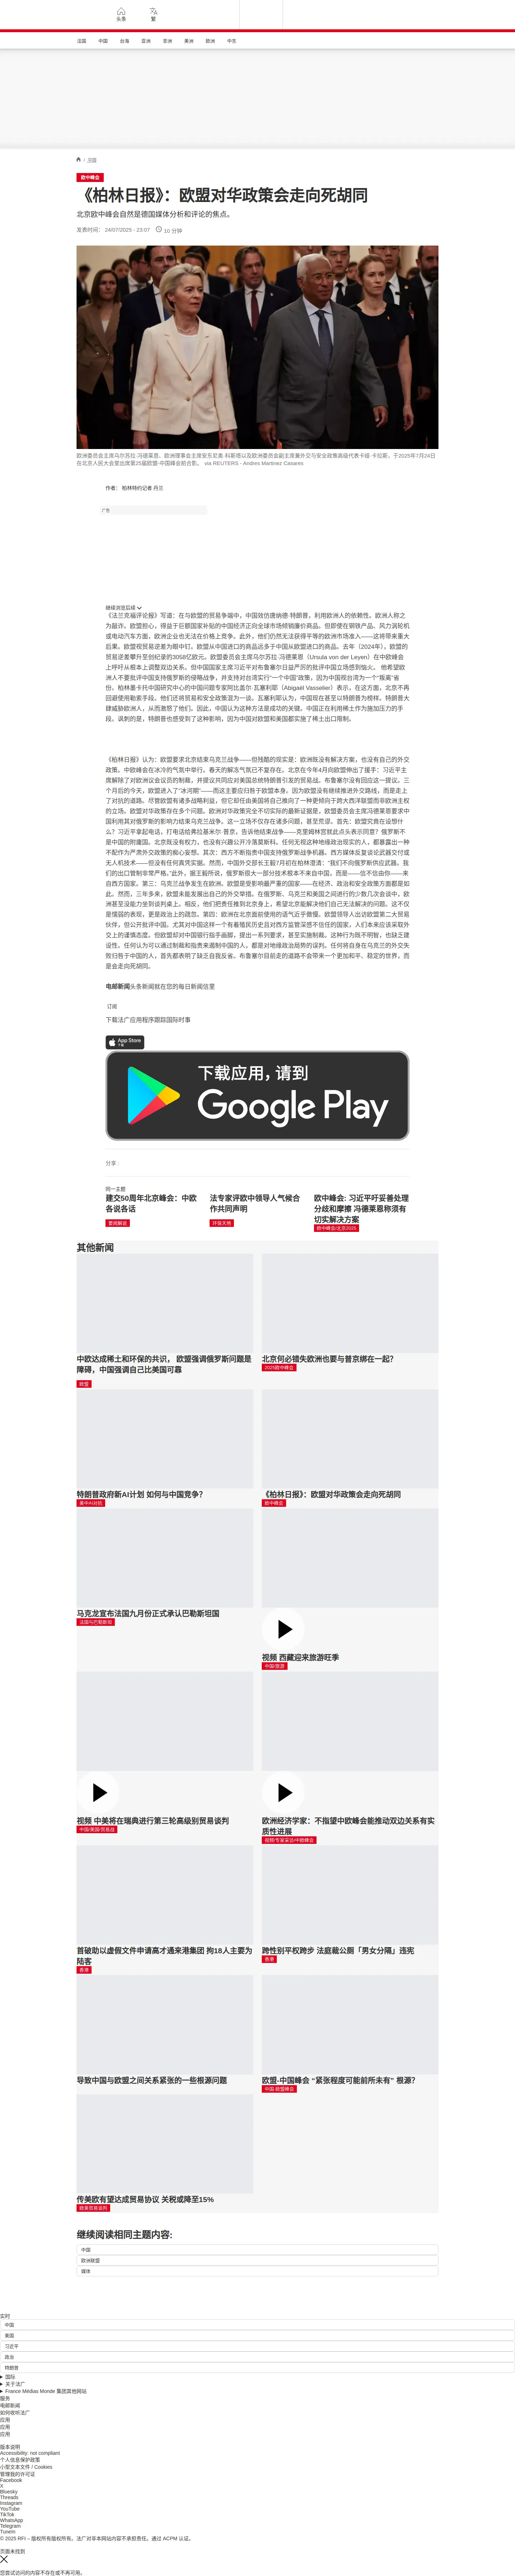 头条
繁
法国
中国
台海
亚洲
非洲
美洲
欧洲
中东
/ 中国
欧中峰会
《柏林日报》：欧盟对华政策会走向死胡同
北京欧中峰会自然是德国媒体分析和评论的焦点。
发表时间： 24/07/2025 - 23:07
10 分钟
欧洲委员会主席乌尔苏拉.冯德莱恩、欧洲理事会主席安东尼奥 科斯塔以及欧洲委员会副主席兼外交与安全政策高级代表卡娅·卡拉斯，于2025年7月24日
在北京人民大会堂出席第25届欧盟-中国峰会前合影。 via REUTERS - Andres Martinez Casares
作者： 柏林特约记者 丹兰
广告
继续浏览后续
《法兰克福评论报》写道：在与欧盟的贸易争端中，中国效仿唐纳德·特朗普，利用欧洲人的依赖性。欧洲人称之
为敲诈。欧盟担心，得益于巨额国家补贴的中国经济正向全球市场倾销廉价商品。但即使在钢铁产品、风力涡轮机
或电动汽车方面，欧洲企业也无法在价格上竞争。此外，他们仍然无法获得平等的欧洲市场准入——这将带来重大
后果。欧盟视贸易逆差为眼中钉，欧盟从中国进口的商品远多于中国从欧盟进口的商品。去年（2024年），欧盟的
贸易逆差攀升至创纪录的3058亿欧元。欧盟委员会主席乌尔苏拉·冯德莱恩（Ursula von der Leyen）在中欧峰会
上呼吁从根本上调整双边关系。但中国国家主席习近平对布鲁塞尔日益严厉的批评中国立场感到恼火。 他希望欧
洲人不要批评中国支持俄罗斯的侵略战争，并支持对台湾实行“一个中国”政策，因为中国视台湾为一个“叛离”省
份。柏林墨卡托中国研究中心的中国问题专家阿比盖尔·瓦塞利耶（Abigaël Vasselier）表示，在这方面，北京不再
回避使用勒索手段。他们还将贸易和安全政策混为一谈。瓦塞利耶认为，中国现在甚至以特朗普为榜样。特朗普大
肆威胁欧洲人，从而激怒了他们。因此，中国认为这种方法是成功的关键。中国正在利用稀土作为施加压力的手
段。讽刺的是，特朗普也感受到了这种影响，因为中国对欧盟和美国都实施了稀土出口限制。
《柏林日报》认为：欧盟要求北京结束乌克兰战争——但残酷的现实是：欧洲既没有解决方案，也没有自己的外交
政策。中欧峰会在冰冷的气氛中举行。春天的解冻气氛已不复存在。北京在今年4月向欧盟伸出了援手：习近平主
席解除了对欧洲议会议员的制裁，并提议共同应对美国总统特朗普引发的贸易战。布鲁塞尔没有回应这一提议。三
个月后的今天，欧盟进入了“冰河期”——而这主要应归咎于欧盟本身。因为欧盟没有继续推进外交路线，而是走上
了对抗的道路。尽管欧盟有诸多战略利益，但它却任由美国将自己推向了一种更倾向于跨大西洋联盟而非欧洲主权
的立场。欧盟对华政策存在多个问题。欧洲对华政策完全不切实际的最新证据是，欧盟委员会主席冯德莱恩要求中
国利用其对俄罗斯的影响力结束乌克兰战争。这一立场不仅存在诸多问题，甚至荒谬。首先：欧盟究竟在设想什
么？习近平拿起电话，打电话给弗拉基米尔·普京，告诉他结束战争——克里姆林宫就此点头表示同意？俄罗斯不
是中国的附庸国。北京既没有权力，也没有兴趣公开冷落莫斯科。任何无视这种地缘政治现实的人，都暴露出一种
不配作为严肃外交政策的痴心妄想。其次：西方不断指责中国支持俄罗斯战争机器。西方媒体反复谈论武器交付或
无人机技术——但没有任何真凭实据。然而，中国外交部长王毅7月初在柏林澄清：“我们不向俄罗斯供应武器。我
们的出口管制非常严格。”此外，据王毅所说，俄罗斯很大一部分技术根本不来自中国，而是——信不信由你——来
自西方国家。第三：乌克兰战争发生在欧洲。欧盟是受影响最严重的国家——在经济、政治和安全政策方面都是如
此。然而，三年多来，欧盟未能发展出自己的外交举措。在俄罗斯、乌克兰和美国之间进行的少数几次会谈中，欧
洲甚至没能力坐到谈判桌上。相反，他们把责任推到北京身上，希望北京能解决他们自己无法解决的问题。这不仅
是懦弱的表现，更是政治上的疏忽。第四：欧洲在北京面前使用的语气近乎傲慢。欧盟领导人出访欧盟第二大贸易
伙伴，但公开批评中国。尤其对中国这样一个有着殖民历史且对西方监管深感不信任的国家，人们本来应该采取外
交上的谨慎态度。但欧盟却对中国银行指手画脚，提出一系列要求，甚至实施制裁。这种行为既不明智，也缺乏建
设性。任何认为可以通过制裁和指责来遏制中国的人，都是对地缘政治局势的误判。任何将自身在乌克兰的外交失
败归咎于中国的人，首先都表明了缺乏自我反省。布鲁塞尔目前走的道路不会带来一个更加和平、稳定的世界，而
是会走向死胡同。
电邮新闻头条新闻就在您的每日新闻信里
订阅
下载法广应用程序跟踪国际时事
App Store
下载应用，请到
Google Play
分享
同一主题
建交50周年北京峰会：中欧
各说各话
要闻解说
法专家评欧中领导人气候合
作共同声明
环保天地
欧中峰会: 习近平吁妥善处理
分歧和摩擦 冯德莱恩称须有
切实解决方案
欧中峰会/北京2025
其他新闻
中欧达成稀土和环保的共识， 欧盟强调俄罗斯问题是
障碍，中国强调自己比美国可靠
欧盟
北京何必错失欧洲也要与普京绑在一起？
2025欧中峰会
特朗普政府新AI计划 如何与中国竞争？
美中AI对抗
《柏林日报》：欧盟对华政策会走向死胡同
欧中峰会
马克龙宣布法国九月份正式承认巴勒斯坦国
法国与巴勒斯坦
视频 西藏迎来旅游旺季
中国/旅游
视频 中美将在瑞典进行第三轮高级别贸易谈判
中国/美国/贸易战
欧洲经济学家：不指望中欧峰会能推动双边关系有实
质性进展
视频/专家采访/中欧峰会
首破助以虚假文件申请高才通来港集团 拘18人主要为
陆客
香港
跨性别平权跨步 法庭裁公厕「男女分隔」违宪
香港
导致中国与欧盟之间关系紧张的一些根源问题
欧盟-中国峰会 “紧张程度可能前所未有” 根源？
中国 欧盟峰会
传美欧有望达成贸易协议 关税或降至15%
欧美贸易谈判
继续阅读相同主题内容:
中国
欧洲联盟
媒体
实时
中国
美国
习近平
政治
特朗普
国际
关于法广
France Médias Monde 集团其他网站
服务
电邮新闻
如何收听法广
应用
应用
应用
版本说明
Accessibility: not compliant
个人信息保护政策
小型文本文件 / Cookies
管理我的许可证
Facebook
X
Bluesky
Threads
Instagram
YouTube
TikTok
WhatsApp
Telegram
TuneIn
© 2025 RFI – 版权所有版权所有。法广对非本网站内容不承担责任。通过 ACPM 认证。
页面未找到
您尝试访问的内容不存在或不再可用。